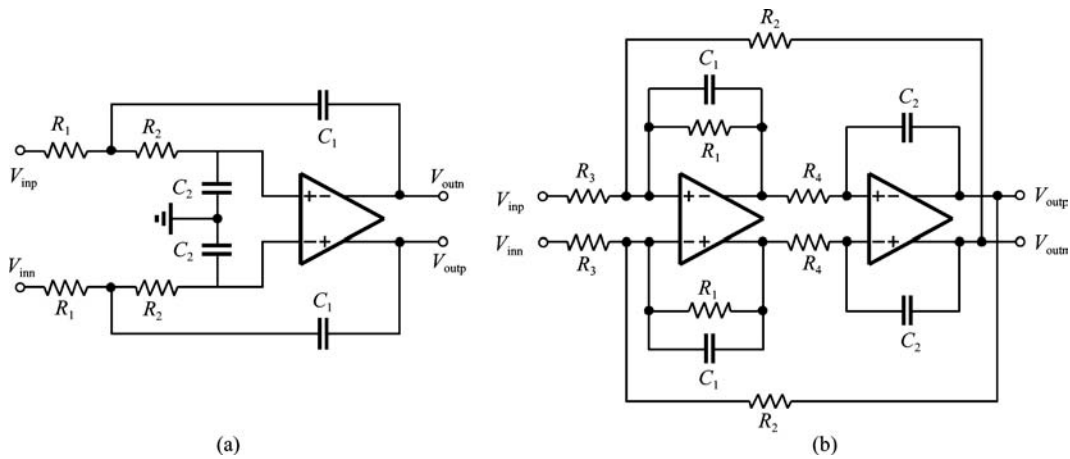 R1
R2
C1
Vinp
C2
C2
Voutn
Voutp
Vinn
R1
R2
C1
(a)
R2
C1
R1
C2
R3
R4
Vinp
Voutp
+ −
+ −
− +
− +
Vinn
Voutn
R3
R4
R1
C1
C2
R2
(b)
+ −
− +